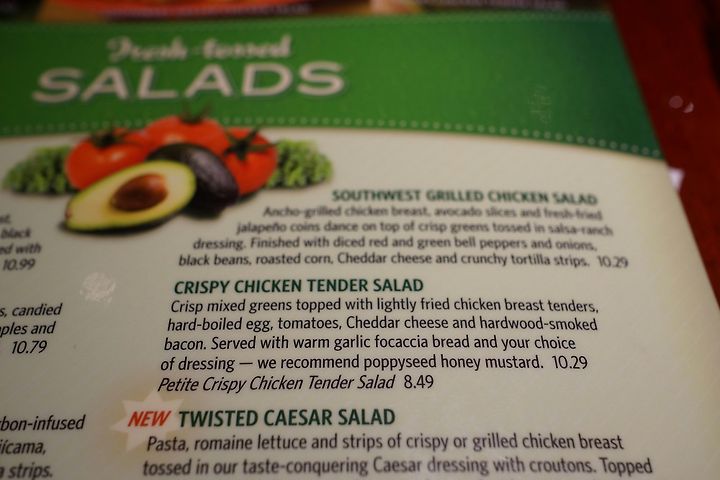 Fresh-tossed
SALADS
black
ed with
10.99
s, candied
ples and
10.79
bon-infused
jícama,
strips.
SOUTHWEST GRILLED CHICKEN SALAD
Ancho-grilled chicken breast, avocado slices and fresh-fried
jalapeño coins dance on top of crisp greens tossed in salsa-ranch
dressing. Finished with diced red and green bell peppers and onions,
black beans, roasted corn, Cheddar cheese and crunchy tortilla strips. 10.29
CRISPY CHICKEN TENDER SALAD
Crisp mixed greens topped with lightly fried chicken breast tenders,
hard-boiled egg, tomatoes, Cheddar cheese and hardwood-smoked
bacon. Served with warm garlic focaccia bread and your choice
of dressing — we recommend poppyseed honey mustard. 10.29
Petite Crispy Chicken Tender Salad 8.49
NEW TWISTED CAESAR SALAD
Pasta, romaine lettuce and strips of crispy or grilled chicken breast
tossed in our taste-conquering Caesar dressing with croutons. Topped